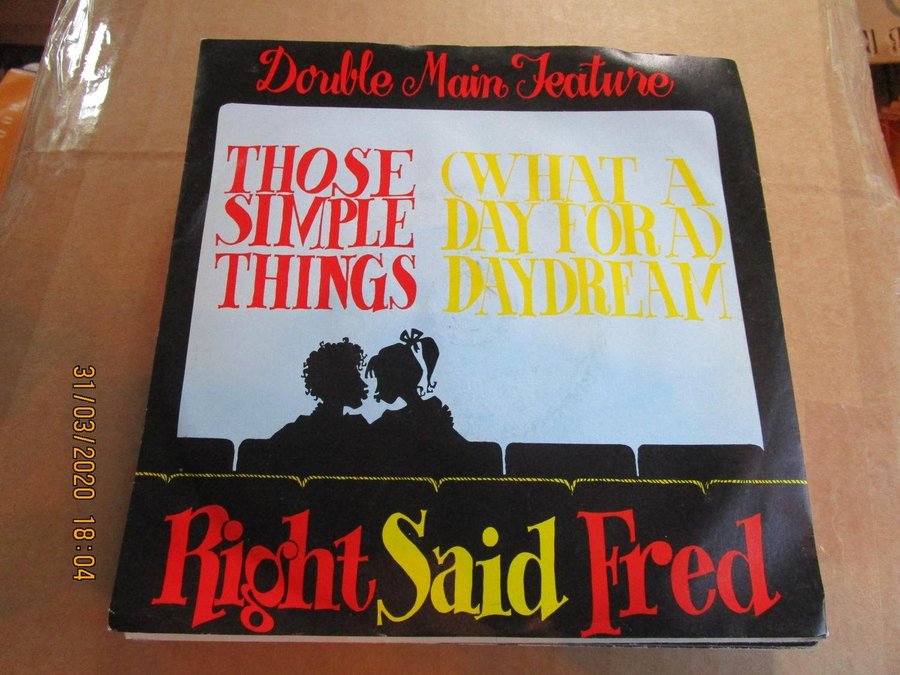 Double Main Feature
THOSE
SIMPLE
THINGS
(WHAT A
DAY FOR A)
DAYDREAM
Right Said Fred
31/03/2020 18:04